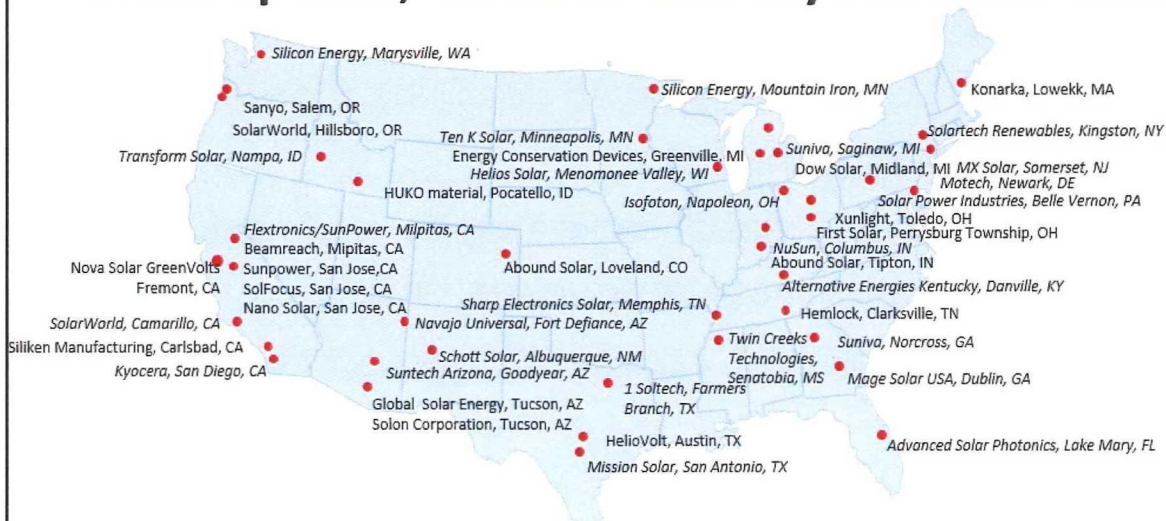 Silicon Energy, Marysville, WA
Silicon Energy, Mountain Iron, MN
Konarka, Lowekk, MA
Sanyo, Salem, OR
SolarWorld, Hillsboro, OR
Solartech Renewables, Kingston, NY
Ten K Solar, Minneapolis, MN
Suniva, Saginaw, MI
Transform Solar, Nampa, ID
Energy Conservation Devices, Greenville, MI
Dow Solar, Midland, MI
MX Solar, Somerset, NJ
Helios Solar, Menomonee Valley, WI
Motech, Newark, DE
HUKO material, Pocatello, ID
Isofoton, Napoleon, OH
Solar Power Industries, Belle Vernon, PA
Xunlight, Toledo, OH
Flextronics/SunPower, Milpitas, CA
First Solar, Perrysburg Township, OH
Beamreach, Mipitas, CA
NuSun, Columbus, IN
Nova Solar GreenVolts
Fremont, CA
Sunpower, San Jose,CA
Abound Solar, Loveland, CO
Abound Solar, Tipton, IN
SolFocus, San Jose, CA
Alternative Energies Kentucky, Danville, KY
Nano Solar, San Jose, CA
Sharp Electronics Solar, Memphis, TN
Hemlock, Clarksville, TN
SolarWorld, Camarillo, CA
Navajo Universal, Fort Defiance, AZ
Twin Creeks
Technologies,
Senatobia, MS
Suniva, Norcross, GA
Siliken Manufacturing, Carlsbad, CA
Schott Solar, Albuquerque, NM
Kyocera, San Diego, CA
Suntech Arizona, Goodyear, AZ
Mage Solar USA, Dublin, GA
1 Soltech, Farmers
Branch, TX
Global Solar Energy, Tucson, AZ
Solon Corporation, Tucson, AZ
HelioVolt, Austin, TX
Advanced Solar Photonics, Lake Mary, FL
Mission Solar, San Antonio, TX